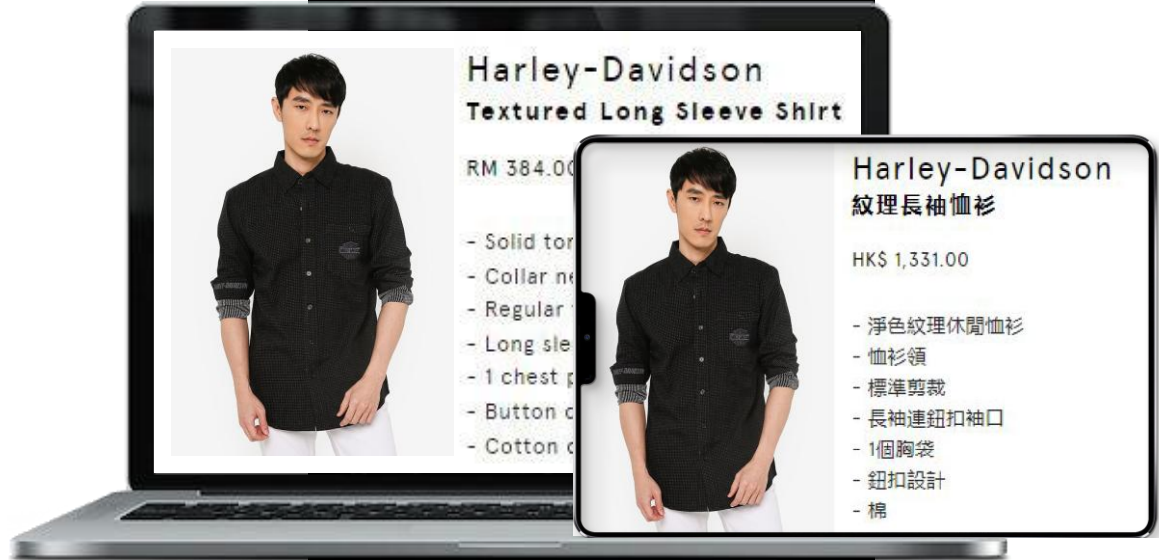 Harley-Davidson
Textured Long Sleeve Shirt
RM 384.00
- Solid
- Collar
- Regular
- Long
- 1 chest
- Button
- Cotton
Harley-Davidson
紋理長袖恤衫
HK$ 1,331.00
- 淨色紋理休閒恤衫
- 恤衫領
- 標準剪裁
- 長袖連鈕扣袖口
- 1個胸袋
- 鈕扣設計
- 棉